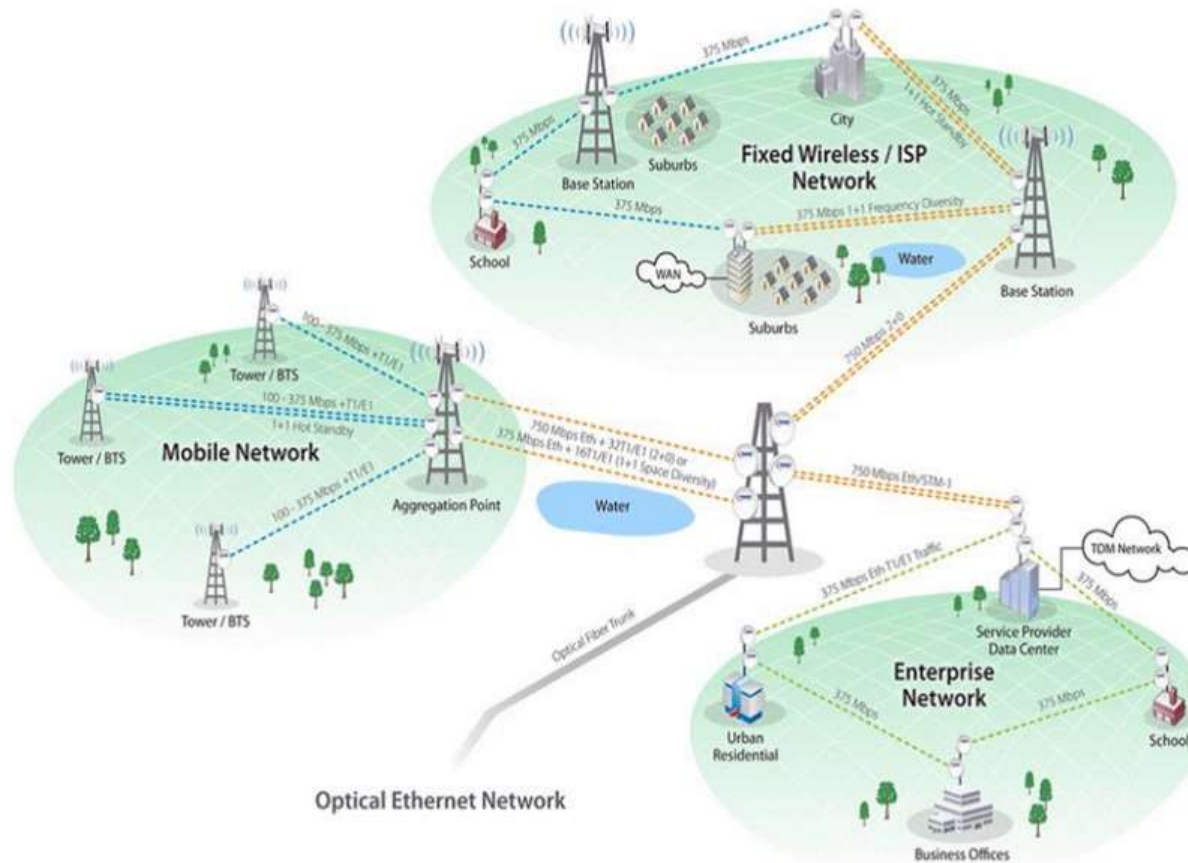 375 Mbps
375 Mbps
1+1 Hot Standby
City
375 Mbps
Suburbs
Base Station
Fixed Wireless / ISP
Network
375 Mbps
375 Mbps 1+1 Frequency Diversity
School
WAN
Water
Base Station
Suburbs
750 Mbps 2+0
100 - 375 Mbps +T1/E1
Tower / BTS
100 - 375 Mbps +T1/E1
1+1 Hot Standby
Tower / BTS
Mobile Network
100 - 375 Mbps +T1/E1
Aggregation Point
Tower / BTS
750 Mbps Eth + 32T1/E1 (2+0) or
375 Mbps Eth + 16T1/E1 (1+1 Space Diversity)
Water
750 Mbps Eth/STM-1
TDM Network
375 Mbps Eth T1/E1 Traffic
375 Mbps
Service Provider
Data Center
Optical Fiber Trunk
Enterprise
Network
375 Mbps
375 Mbps
Urban
Residential
School
Business Offices
Optical Ethernet Network